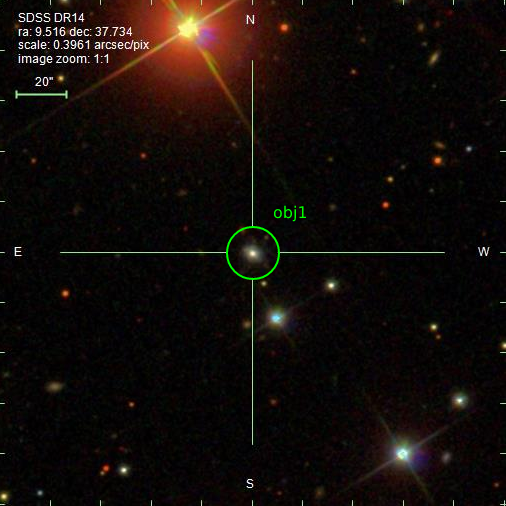 SDSS DR14
ra: 9.516 dec: 37.734
scale: 0.3961 arcsec/pix
image zoom: 1:1
20"
N
obj1
E
W
S